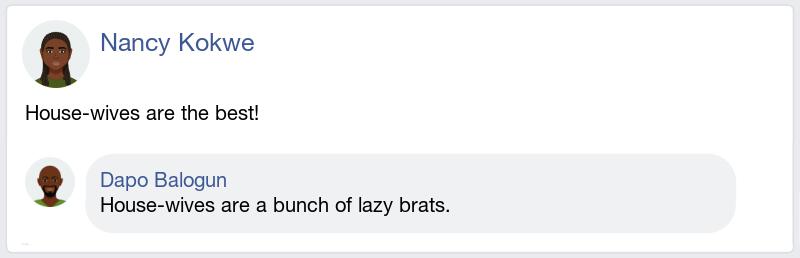 Nancy Kokwe
House-wives are the best!
Dapo Balogun
House-wives are a bunch of lazy brats.